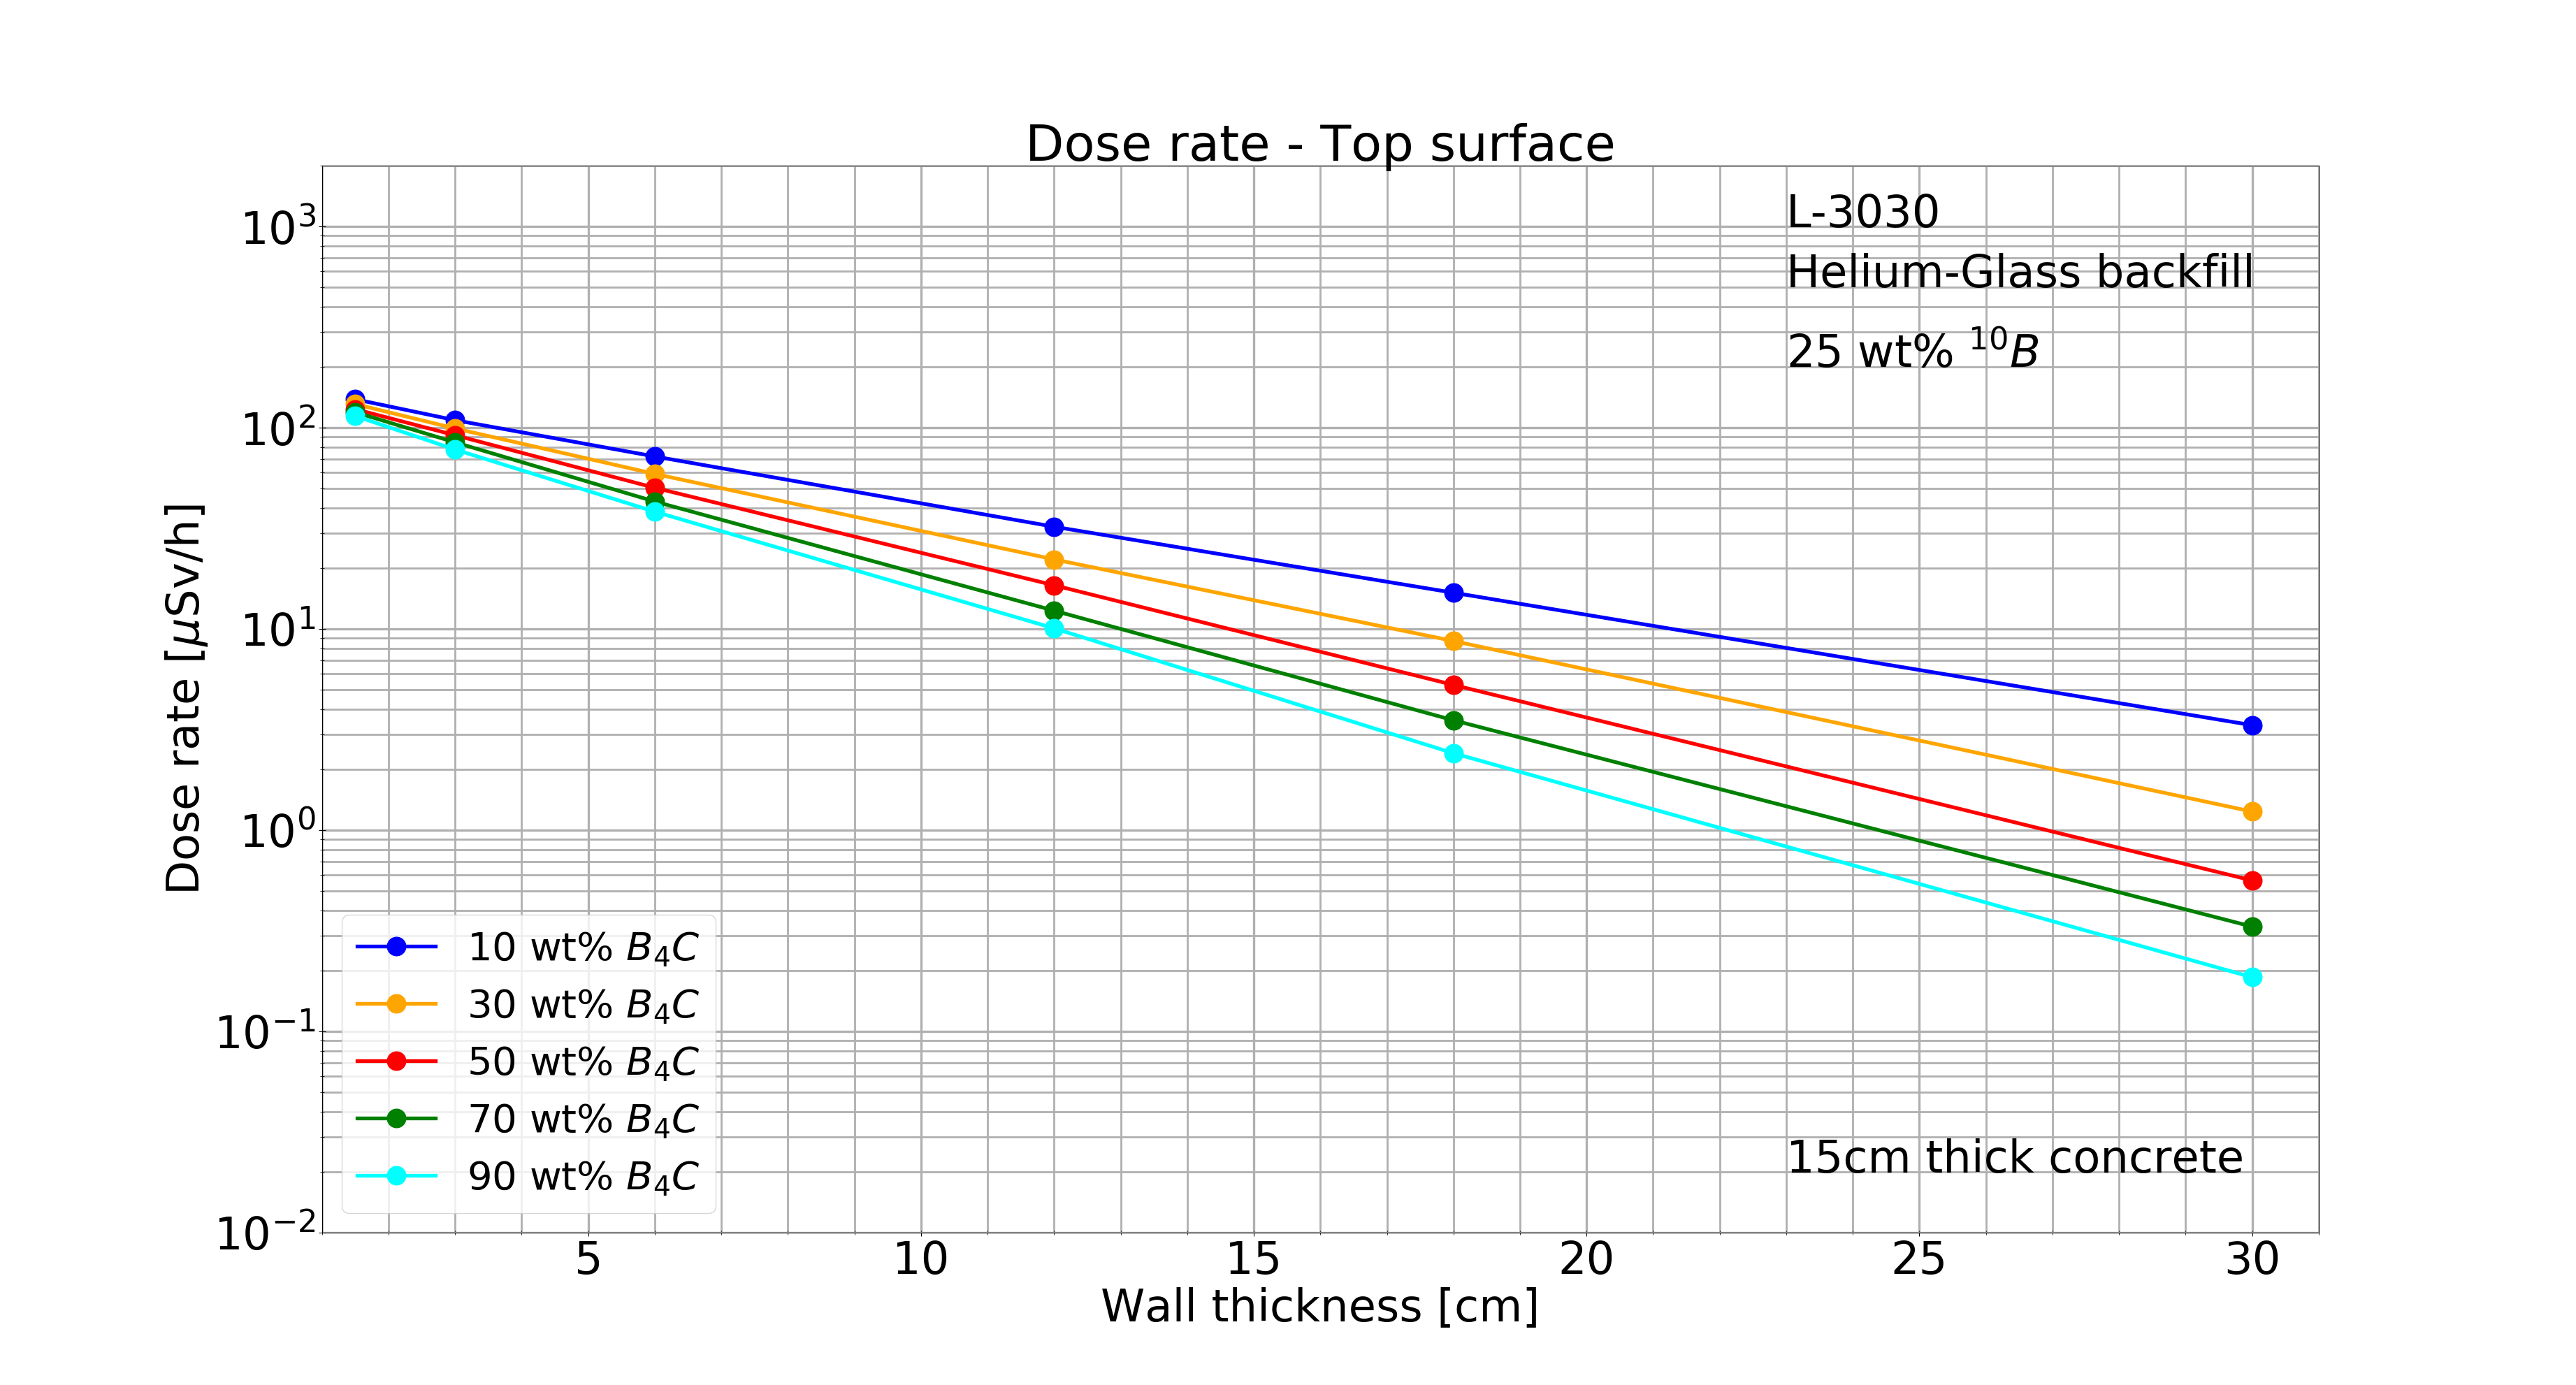 Dose rate - Top surface
L-3030
Helium-Glass backfill
25 wt% ¹⁰B
15cm thick concrete
Dose rate [μSv/h]
10³
10²
10¹
10⁰
10⁻¹
10⁻²
10 wt% B₄C
30 wt% B₄C
50 wt% B₄C
70 wt% B₄C
90 wt% B₄C
5 10 15 20 25 30
Wall thickness [cm]